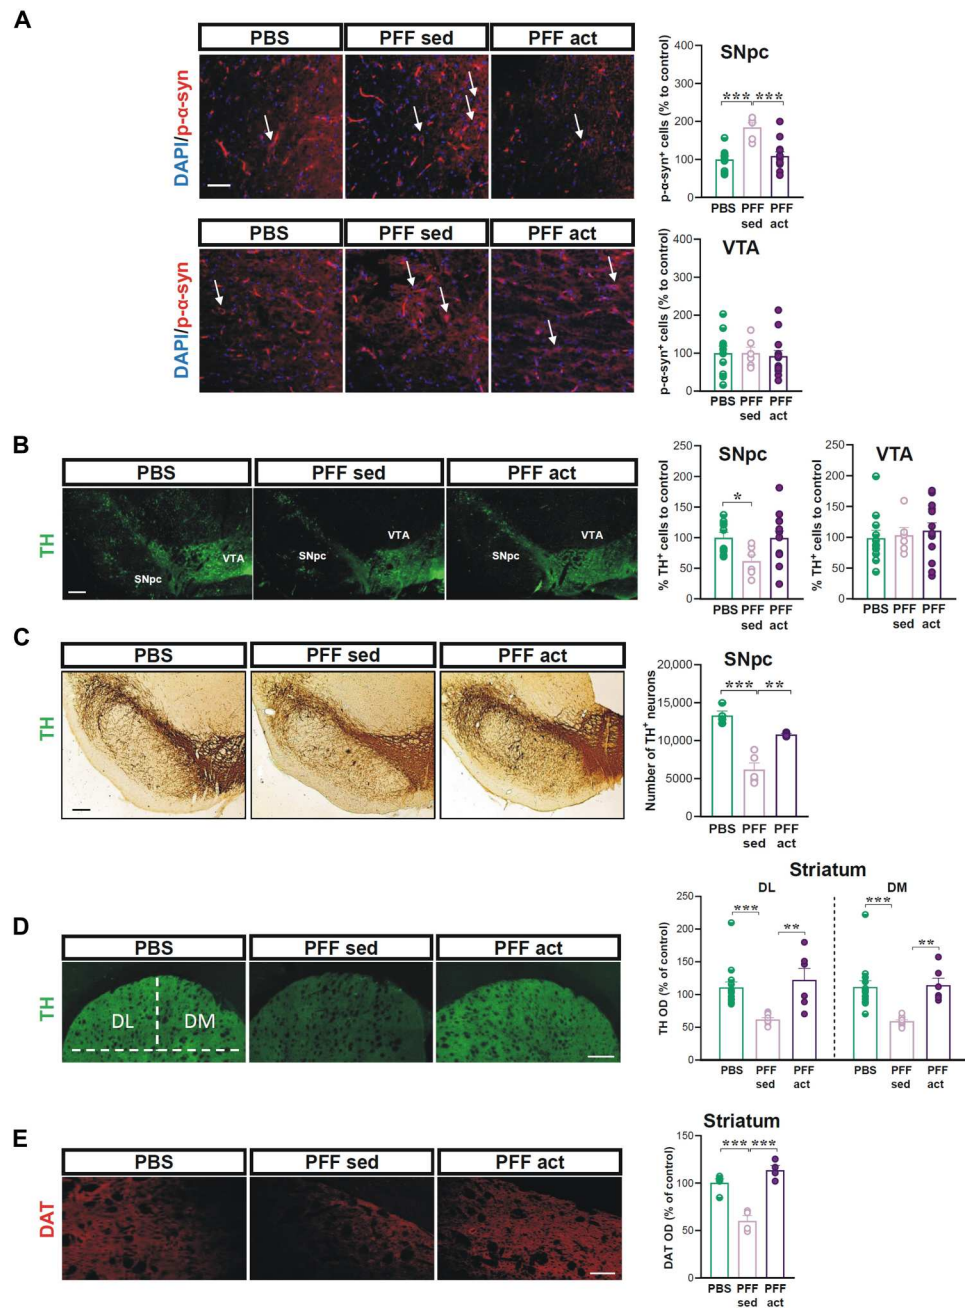 A
PBS
PFF sed
PFF act
DAPI/p-α-syn
SNpc
p-α-syn⁺ cells (% to control)
400
300
200
100
0
*** ***
PBS PFF PFF
sed act
PBS
PFF sed
PFF act
DAPI/p-α-syn
VTA
p-α-syn⁺ cells (% to control)
400
300
200
100
0
PBS PFF PFF
sed act
B
PBS
PFF sed
PFF act
TH
SNpc
VTA
SNpc
VTA
SNpc
VTA
SNpc
% TH⁺ cells to control
250
200
150
100
50
0
*
PBS PFF PFF
sed act
VTA
% TH⁺ cells to control
250
200
150
100
50
0
PBS PFF PFF
sed act
C
PBS
PFF sed
PFF act
TH
SNpc
Number of TH⁺ neurons
20,000
15,000
10,000
5000
0
*** **
PBS PFF PFF
sed act
D
PBS
PFF sed
PFF act
TH
DL
DM
Striatum
DL
DM
TH OD (% of control)
250
200
150
100
50
0
*** **
*** **
PBS PFF PFF
sed act
PBS PFF PFF
sed act
E
PBS
PFF sed
PFF act
DAT
Striatum
DAT OD (% of control)
150
100
50
0
*** ***
PBS PFF PFF
sed act